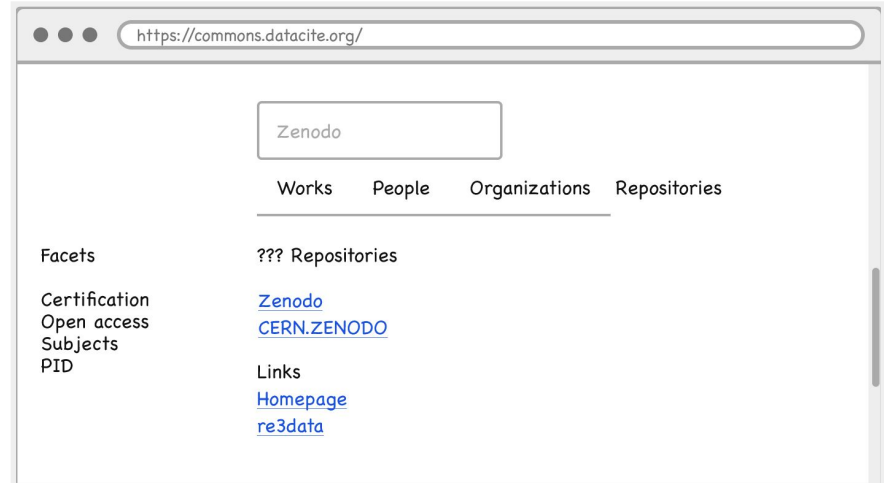 https://commons.datacite.org/
Zenodo
Works People Organizations Repositories
Facets
Certification
Open access
Subjects
PID
??? Repositories
Zenodo
CERN.ZENODO
Links
Homepage
re3data